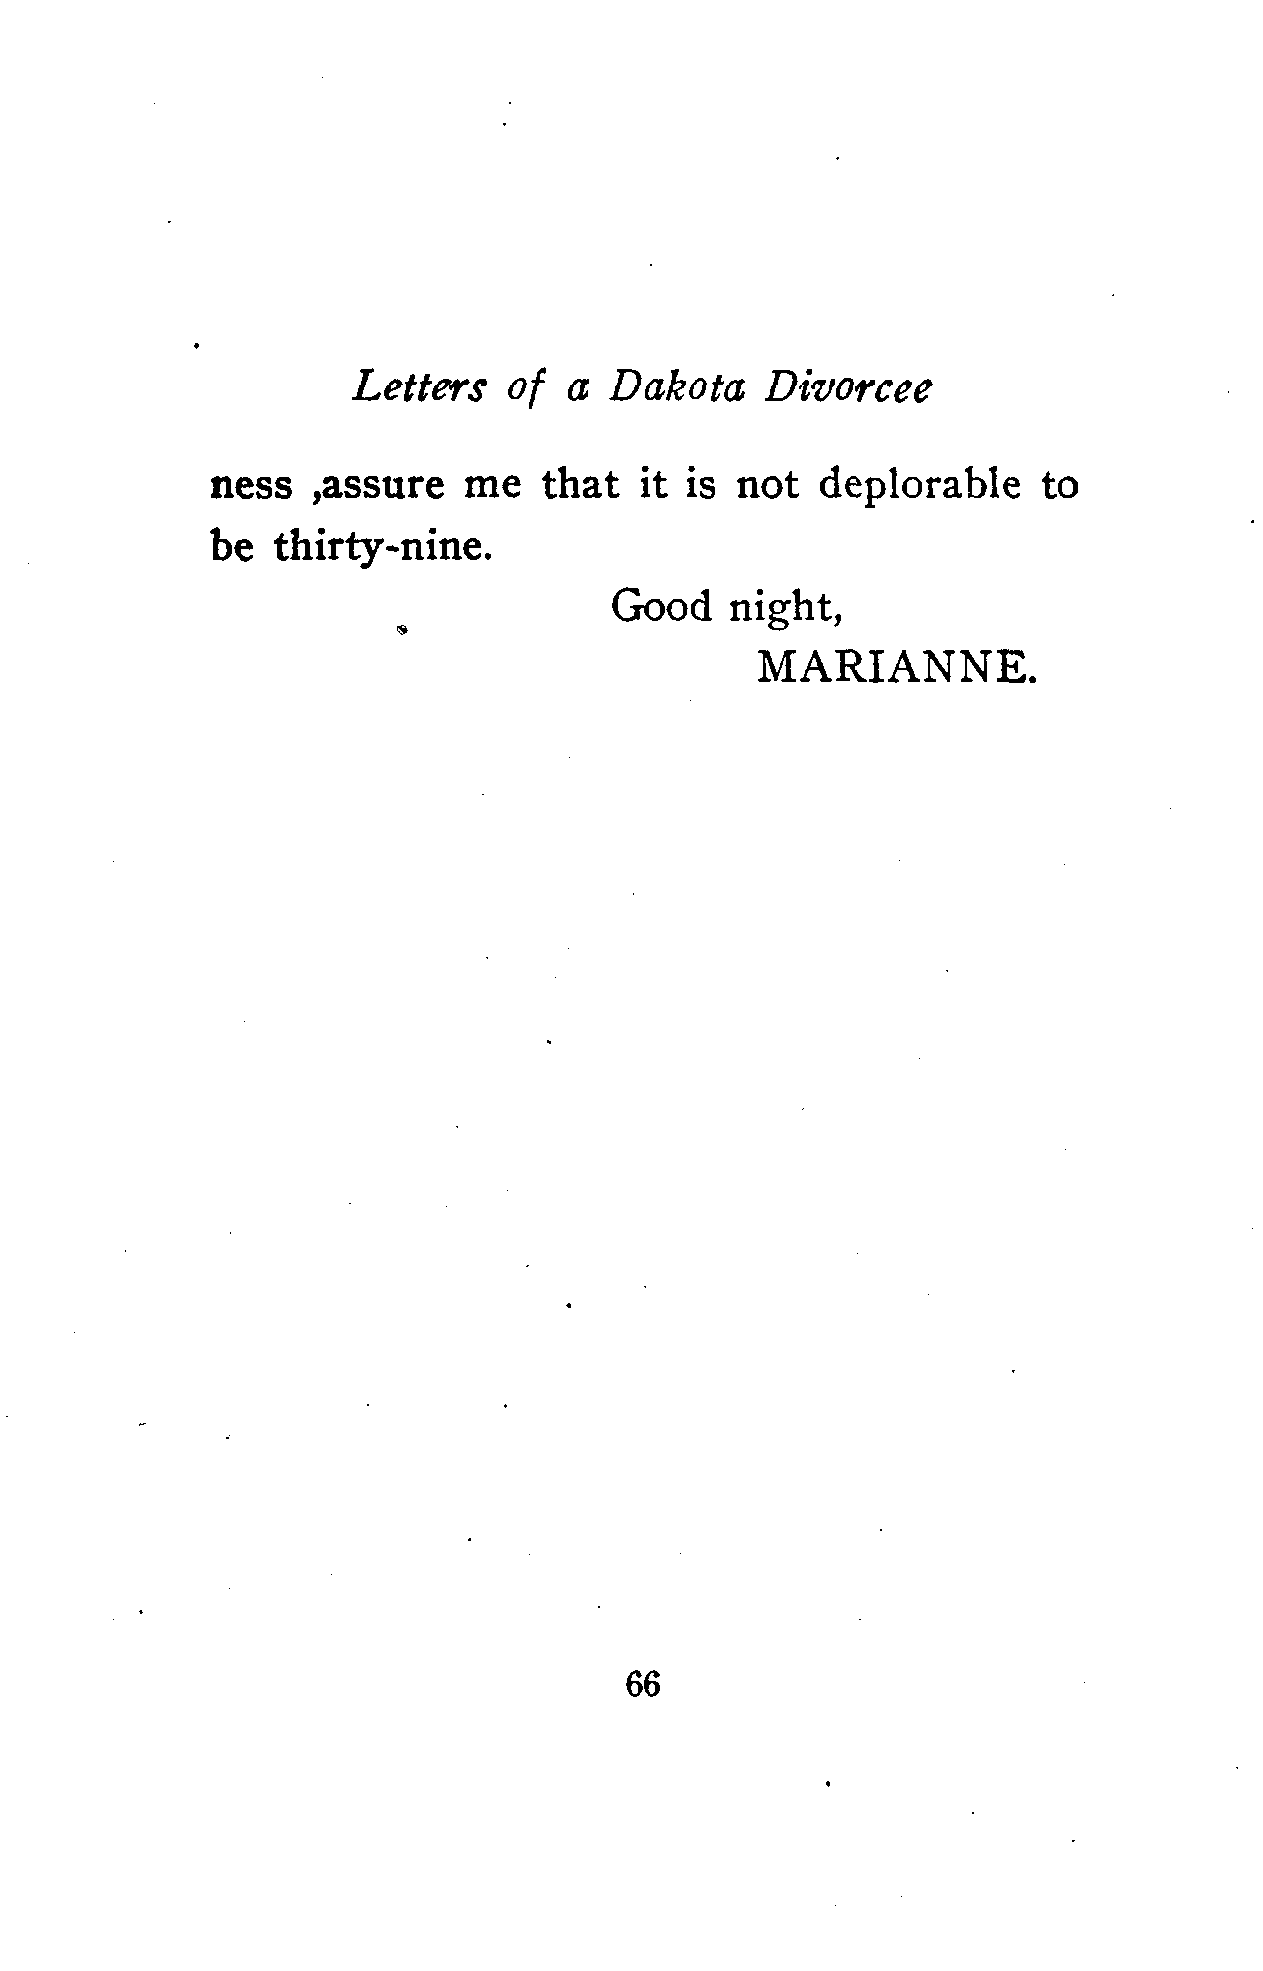 Letters of a Dakota Divorcee
ness ,assure me that it is not deplorable to
be thirty-nine.
Good night,
MARIANNE.
66